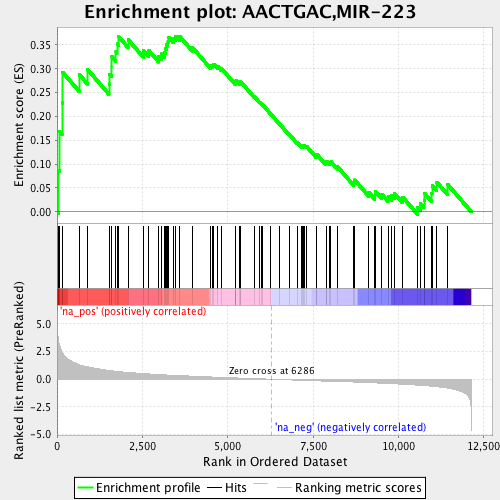 Enrichment plot: AACTGAC,MIR-223
Enrichment score (ES)
0.35
0.30
0.25
0.20
0.15
0.10
0.05
0.00
'na_pos' (positively correlated)
Ranked list metric (PreRanked)
5.0
2.5
0.0
-2.5
-5.0
Zero cross at 6286
'na_neg' (negatively correlated)
0
2,500
5,000
7,500
10,000
12,500
Rank in Ordered Dataset
Enrichment profile
Hits
Ranking metric scores